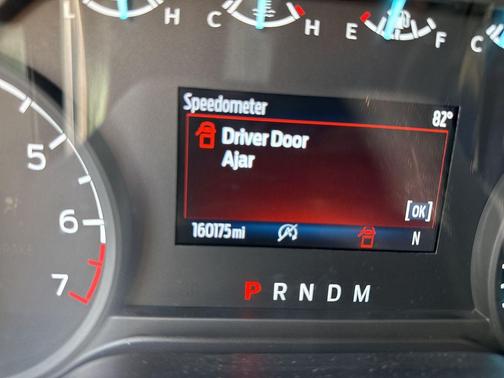 L H C H E F C
Speedometer 82°
Driver Door
Ajar
[OK]
160175 mi N
5
6
7
P R N D M